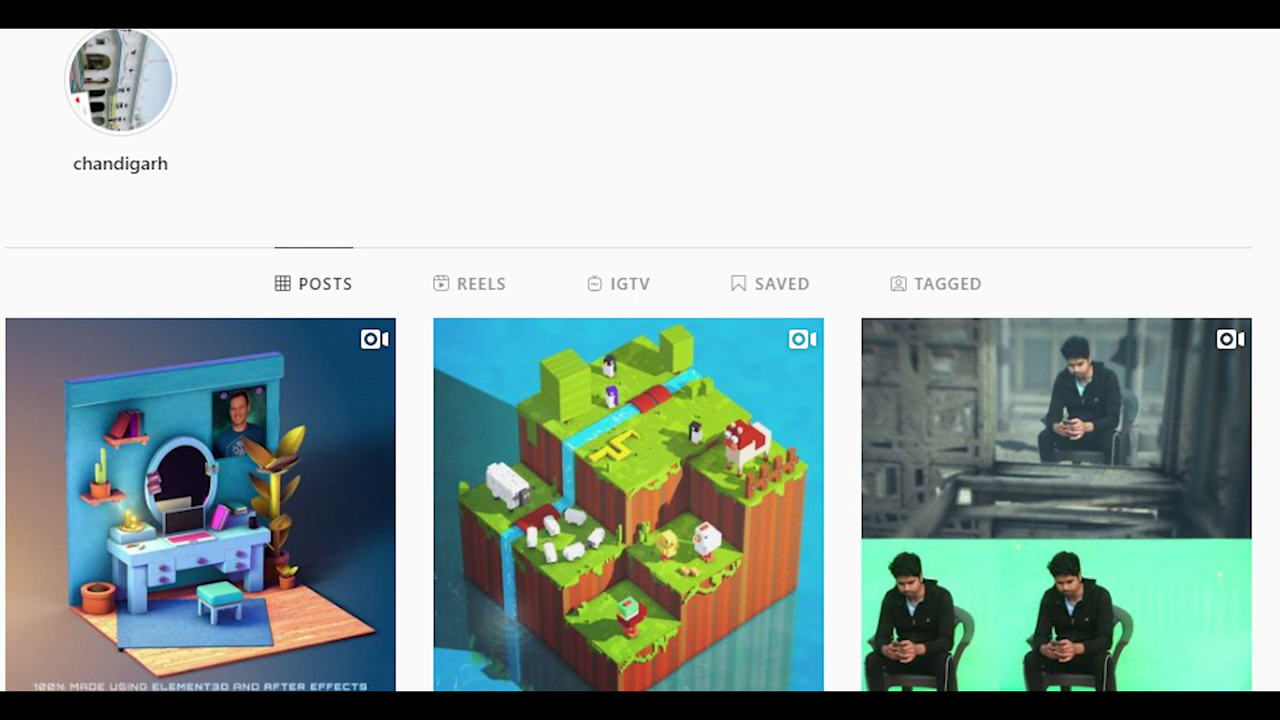 chandigarh
POSTS
REELS
IGTV
SAVED
TAGGED
100% MADE USING ELEMENT3D AND AFTER EFFECTS